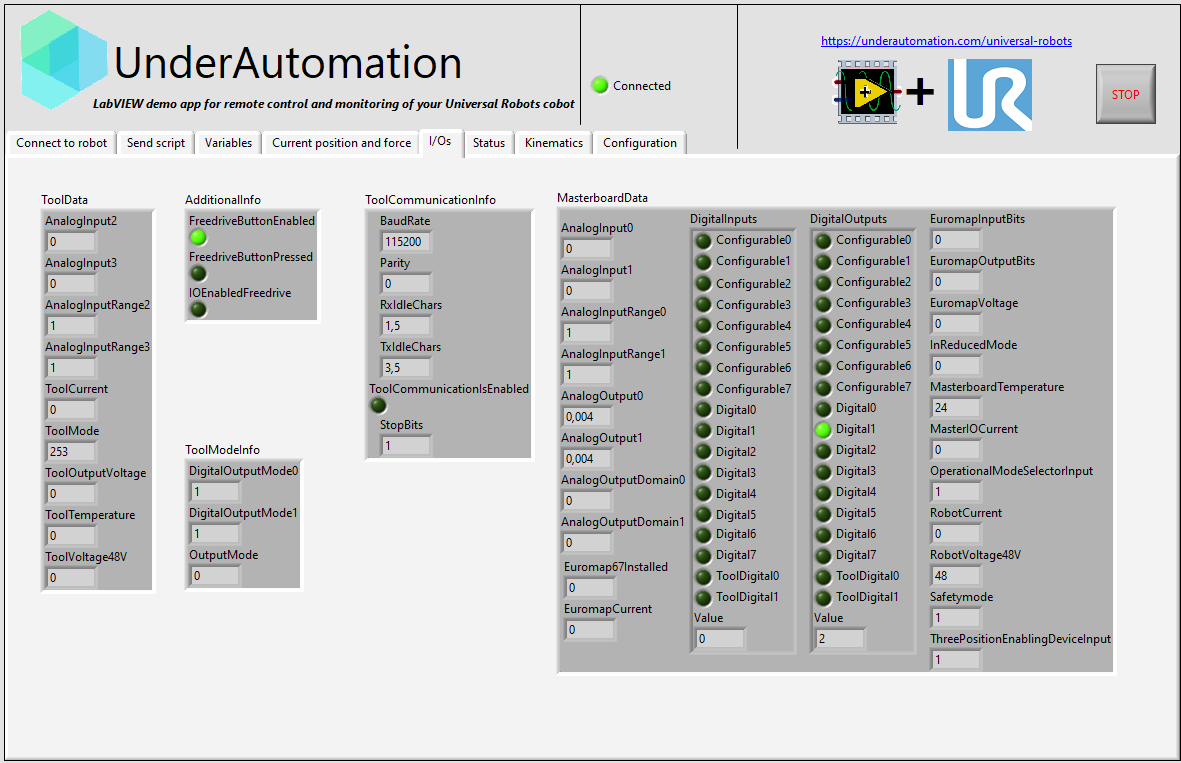 UnderAutomation
LabVIEW demo app for remote control and monitoring of your Universal Robots cobot
Connected
https://underautomation.com/universal-robots
UR
STOP
Connect to robot
Send script
Variables
Current position and force
I/Os
Status
Kinematics
Configuration
ToolData
AnalogInput2
0
AnalogInput3
0
AnalogInputRange2
1
AnalogInputRange3
1
ToolCurrent
0
ToolMode
253
ToolOutputVoltage
0
ToolTemperature
0
ToolVoltage48V
0
AdditionalInfo
FreedriveButtonEnabled
FreedriveButtonPressed
IOEnabledFreedrive
ToolModeInfo
DigitalOutputMode0
1
DigitalOutputMode1
1
OutputMode
0
ToolCommunicationInfo
BaudRate
115200
Parity
0
RxIdleChars
1,5
TxIdleChars
3,5
ToolCommunicationIsEnabled
StopBits
1
MasterboardData
AnalogInput0
0
AnalogInput1
0
AnalogInputRange0
1
AnalogInputRange1
1
AnalogOutput0
0,004
AnalogOutput1
0,004
AnalogOutputDomain0
0
AnalogOutputDomain1
0
Euromap67Installed
0
EuromapCurrent
0
DigitalInputs
Configurable0
Configurable1
Configurable2
Configurable3
Configurable4
Configurable5
Configurable6
Configurable7
Digital0
Digital1
Digital2
Digital3
Digital4
Digital5
Digital6
Digital7
ToolDigital0
ToolDigital1
Value
0
DigitalOutputs
Configurable0
Configurable1
Configurable2
Configurable3
Configurable4
Configurable5
Configurable6
Configurable7
Digital0
Digital1
Digital2
Digital3
Digital4
Digital5
Digital6
Digital7
ToolDigital0
ToolDigital1
Value
2
EuromapInputBits
0
EuromapOutputBits
0
EuromapVoltage
0
InReducedMode
0
MasterboardTemperature
24
MasterIOCurrent
0
OperationalModeSelectorInput
1
RobotCurrent
0
RobotVoltage48V
48
Safetymode
1
ThreePositionEnablingDeviceInput
1